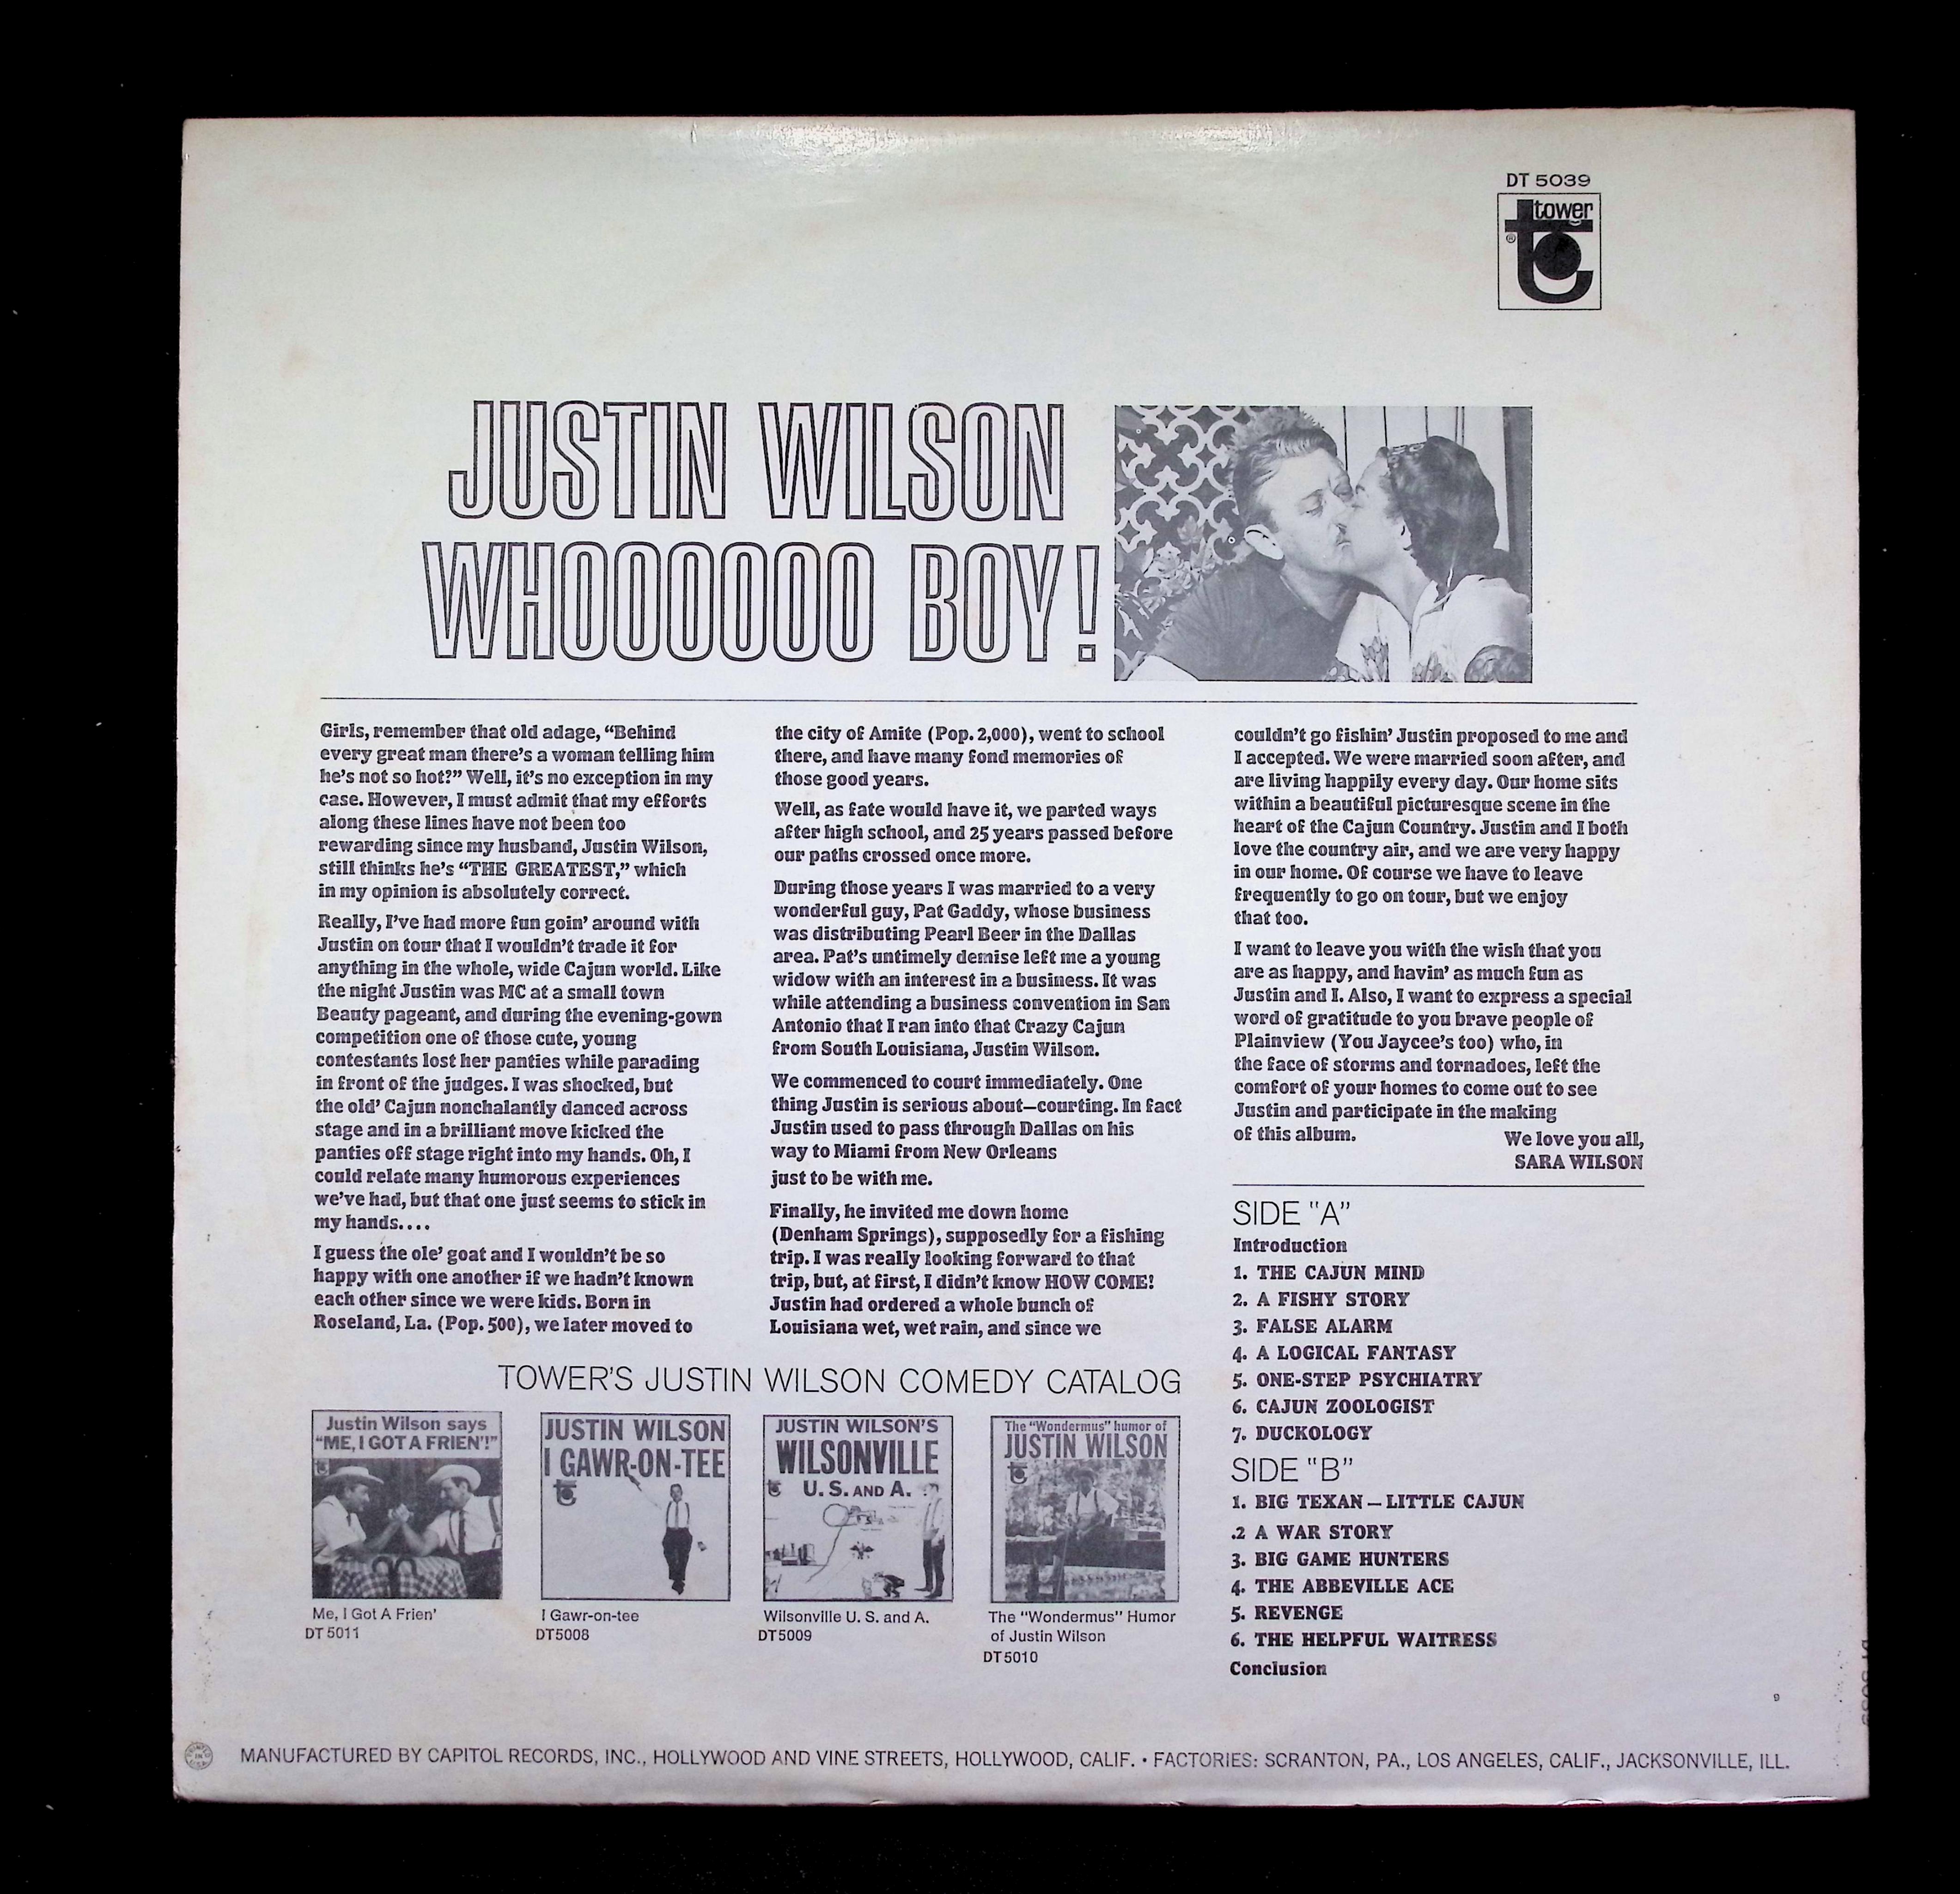 DT 5039
tower
JUSTIN WILSON
WHOOOOOO BOY!
Girls, remember that old adage, “Behind
every great man there’s a woman telling him
he’s not so hot?” Well, it’s no exception in my
case. However, I must admit that my efforts
along these lines have not been too
rewarding since my husband, Justin Wilson,
still thinks he’s “THE GREATEST,” which
in my opinion is absolutely correct.
Really, I’ve had more fun goin’ around with
Justin on tour that I wouldn’t trade it for
anything in the whole, wide Cajun world. Like
the night Justin was MC at a small town
Beauty pageant, and during the evening-gown
competition one of those cute, young
contestants lost her panties while parading
in front of the judges. I was shocked, but
the old’ Cajun nonchalantly danced across
stage and in a brilliant move kicked the
panties off stage right into my hands. Oh, I
could relate many humorous experiences
we’ve had, but that one just seems to stick in
my hands....
I guess the ole’ goat and I wouldn’t be so
happy with one another if we hadn’t known
each other since we were kids. Born in
Roseland, La. (Pop. 500), we later moved to
the city of Amite (Pop. 2,000), went to school
there, and have many fond memories of
those good years.
Well, as fate would have it, we parted ways
after high school, and 25 years passed before
our paths crossed once more.
During those years I was married to a very
wonderful guy, Pat Gaddy, whose business
was distributing Pearl Beer in the Dallas
area. Pat’s untimely demise left me a young
widow with an interest in a business. It was
while attending a business convention in San
Antonio that I ran into that Crazy Cajun
from South Louisiana, Justin Wilson.
We commenced to court immediately. One
thing Justin is serious about—courting. In fact
Justin used to pass through Dallas on his
way to Miami from New Orleans
just to be with me.
Finally, he invited me down home
(Denham Springs), supposedly for a fishing
trip. I was really looking forward to that
trip, but, at first, I didn’t know HOW COME!
Justin had ordered a whole bunch of
Louisiana wet, wet rain, and since we
couldn’t go fishin’ Justin proposed to me and
I accepted. We were married soon after, and
are living happily every day. Our home sits
within a beautiful picturesque scene in the
heart of the Cajun Country. Justin and I both
love the country air, and we are very happy
in our home. Of course we have to leave
frequently to go on tour, but we enjoy
that too.
I want to leave you with the wish that you
are as happy, and havin’ as much fun as
Justin and I. Also, I want to express a special
word of gratitude to you brave people of
Plainview (You Jaycee’s too) who, in
the face of storms and tornadoes, left the
comfort of your homes to come out to see
Justin and participate in the making
of this album.
We love you all,
SARA WILSON
SIDE "A"
Introduction
1. THE CAJUN MIND
2. A FISHY STORY
3. FALSE ALARM
4. A LOGICAL FANTASY
5. ONE-STEP PSYCHIATRY
6. CAJUN ZOOLOGIST
7. DUCKOLOGY
SIDE "B"
1. BIG TEXAN – LITTLE CAJUN
.2 A WAR STORY
3. BIG GAME HUNTERS
4. THE ABBEVILLE ACE
5. REVENGE
6. THE HELPFUL WAITRESS
Conclusion
TOWER'S JUSTIN WILSON COMEDY CATALOG
Justin Wilson says
"ME, I GOT A FRIEN'!"
Me, I Got A Frien'
DT 5011
JUSTIN WILSON
I GAWR-ON-TEE
I Gawr-on-tee
DT5008
JUSTIN WILSON'S
WILSONVILLE
U. S. AND A.
Wilsonville U. S. and A.
DT5009
The "Wondermus" humor of
JUSTIN WILSON
The "Wondermus" Humor
of Justin Wilson
DT5010
9
MANUFACTURED BY CAPITOL RECORDS, INC., HOLLYWOOD AND VINE STREETS, HOLLYWOOD, CALIF. • FACTORIES: SCRANTON, PA., LOS ANGELES, CALIF., JACKSONVILLE, ILL.